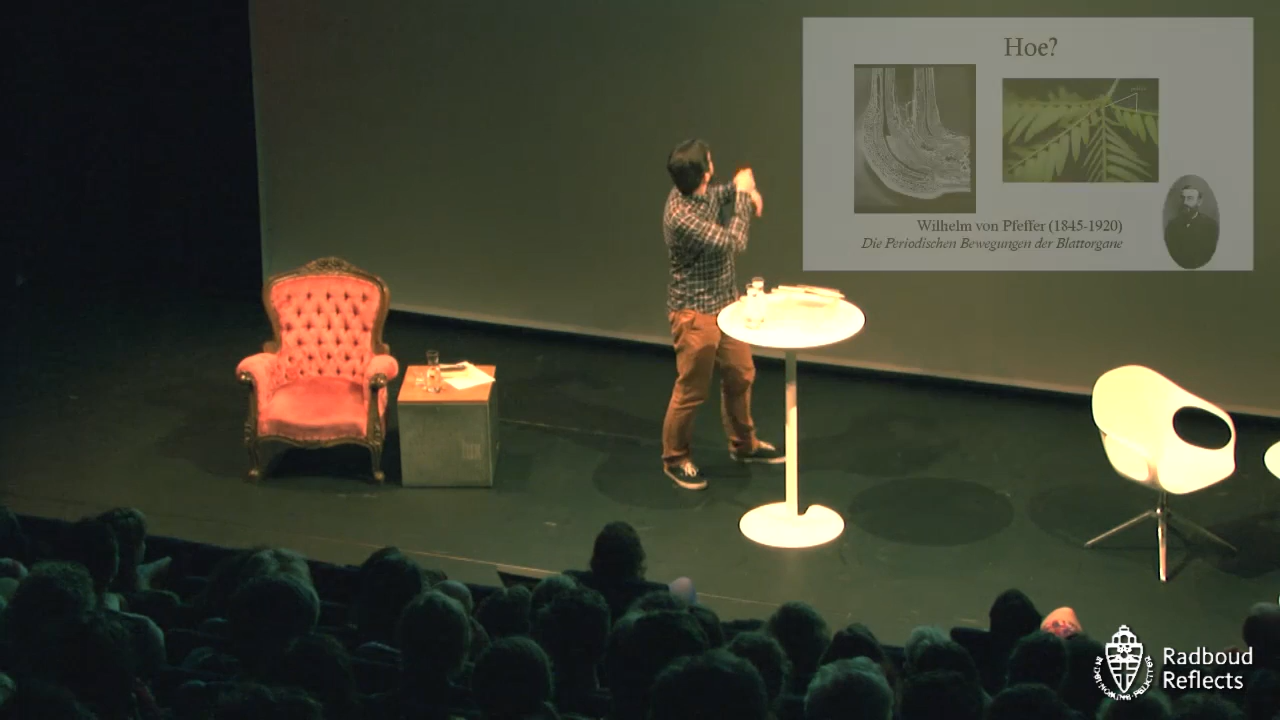 Hoe?
Wilhelm von Pfeffer (1845-1920)
Die Periodischen Bewegungen der Blattorgane
Radboud
Reflects